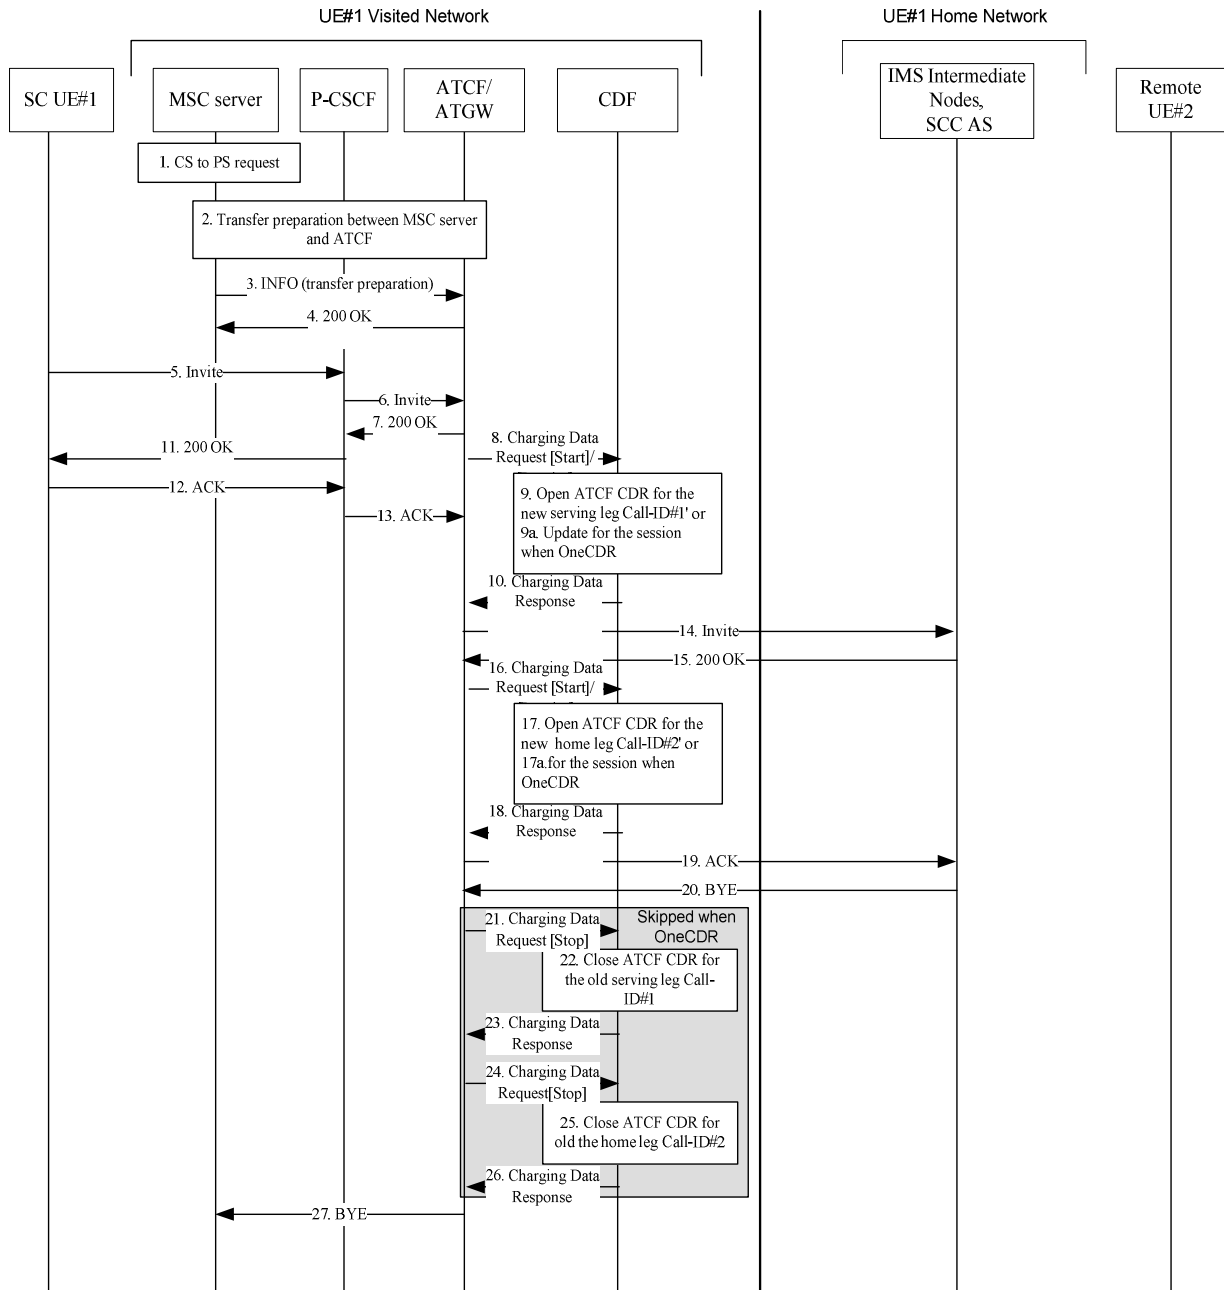 UE#1 Visited Network
UE#1 Home Network
SC UE#1
MSC server
P-CSCF
ATCF/
ATGW
CDF
IMS Intermediate
Nodes,
SCC AS
Remote
UE#2
1. CS to PS request
2. Transfer preparation between MSC server
and ATCF
3. INFO (transfer preparation)
4. 200 OK
5. Invite
6. Invite
7. 200 OK
8. Charging Data
Request [Start]/
11. 200 OK
12. ACK
13. ACK
9. Open ATCF CDR for the
new serving leg Call-ID#1' or
9a. Update for the session
when OneCDR
10. Charging Data
Response
14. Invite
15. 200 OK
16. Charging Data
Request [Start]/
17. Open ATCF CDR for the
new home leg Call-ID#2' or
17a.for the session when
OneCDR
18. Charging Data
Response
19. ACK
20. BYE
21. Charging Data
Request [Stop]
Skipped when
OneCDR
22. Close ATCF CDR for
the old serving leg Call-
ID#1
23. Charging Data
Response
24. Charging Data
Request[Stop]
25. Close ATCF CDR for
old the home leg Call-ID#2
26. Charging Data
Response
27. BYE